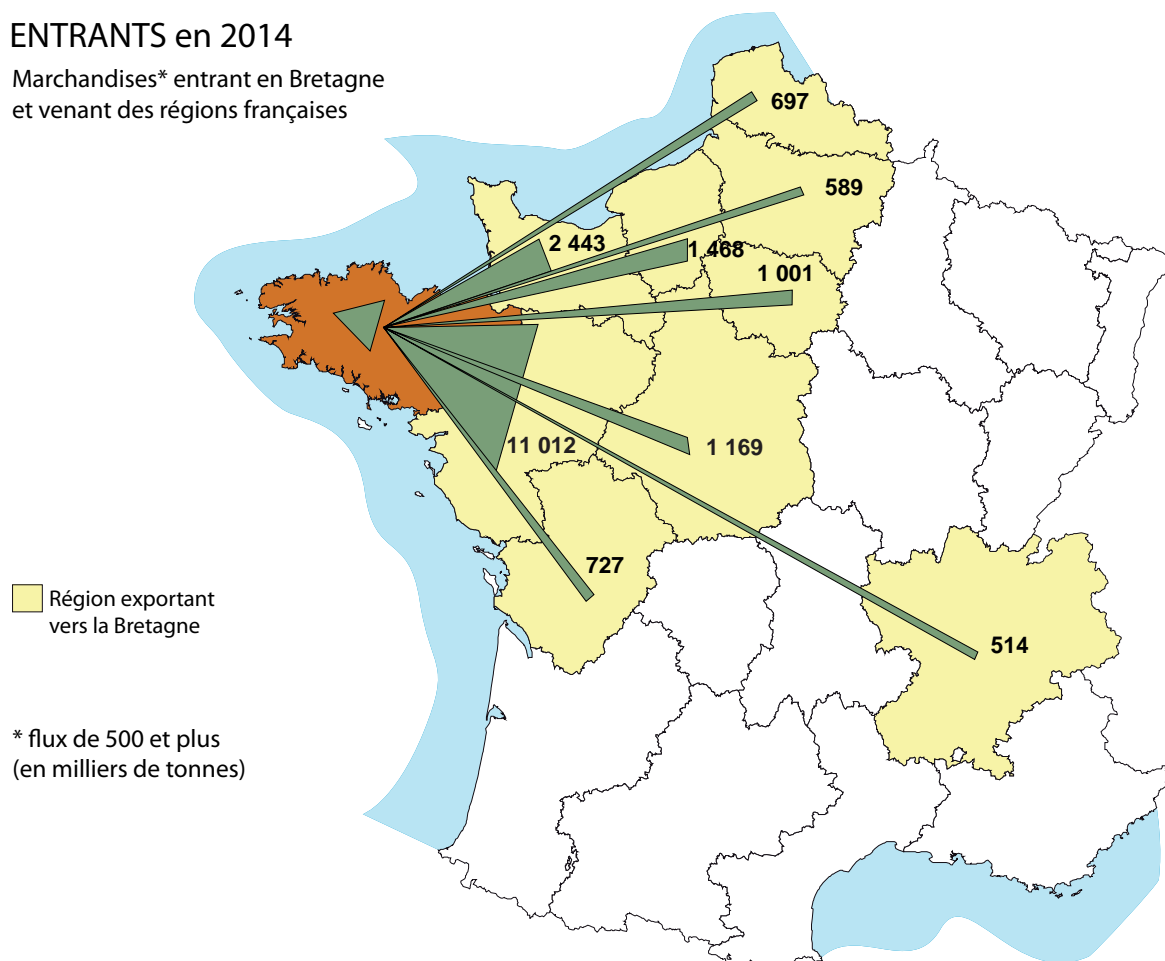 ENTRANTS en 2014
Marchandises* entrant en Bretagne
et venant des régions françaises
697
589
2 443
1 468
1 001
11 012
1 169
727
514
Région exportant
vers la Bretagne
* flux de 500 et plus
(en milliers de tonnes)